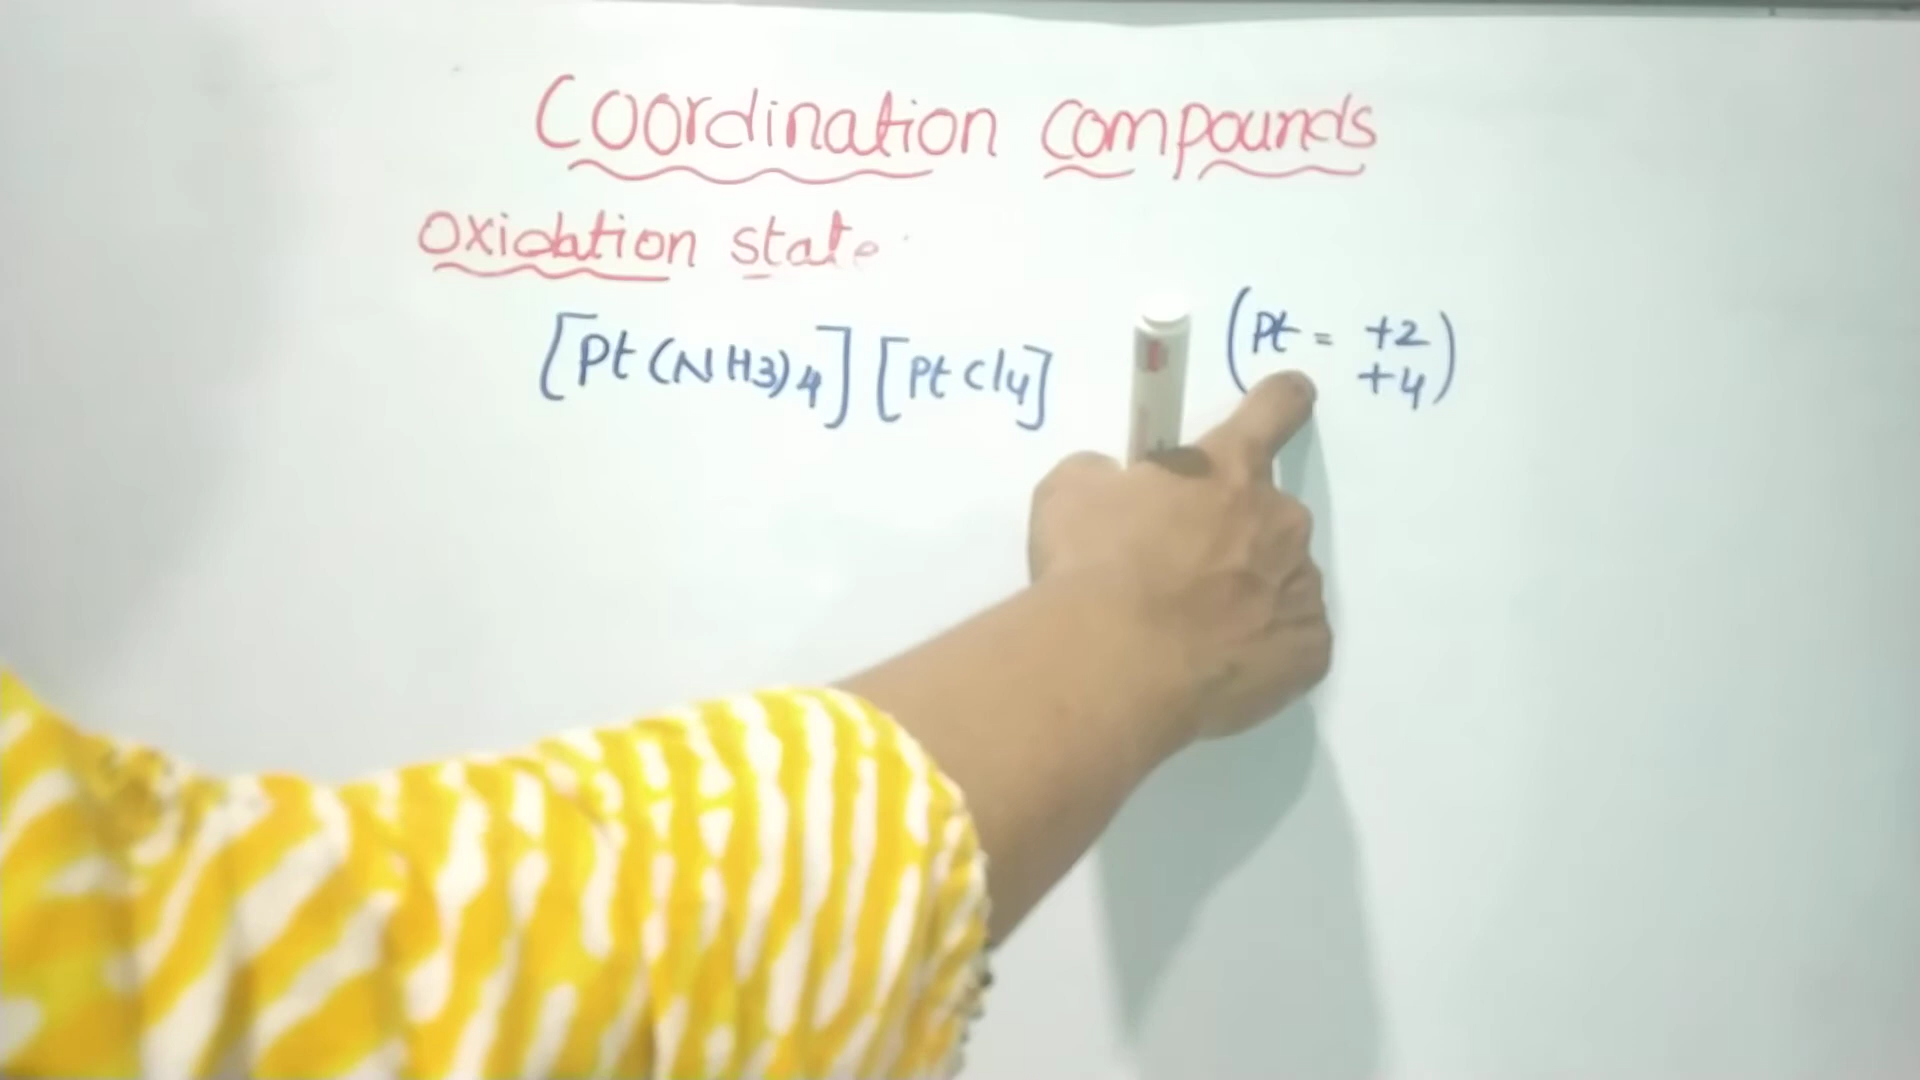 Coordination compounds
Oxidation state
[Pt(NH3)4] [PtCl4] (Pt = +2
+4)